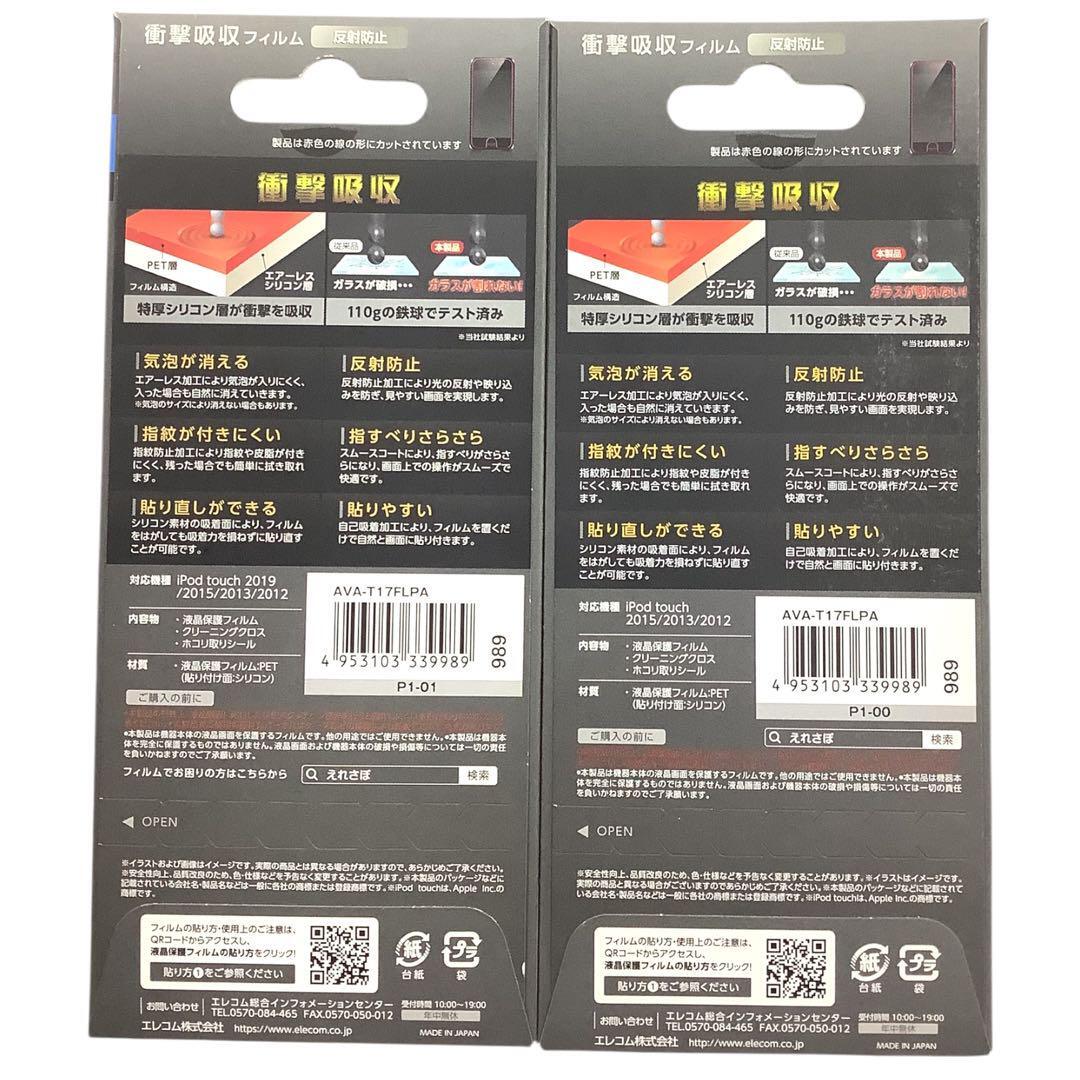 衝撃吸収フィルム 反射防止
製品は赤色の線の形にカットされています
衝撃吸収
PET層
エアーレス
シリコン層
フィルム構造
従来品
ガラスが破損・・・
本製品
ガラスが割れない!
特厚シリコン層が衝撃を吸収
110gの鉄球でテスト済み
※当社試験結果より
気泡が消える
エアーレス加工により気泡が入りにくく、
入った場合も自然に消えていきます。
※気泡のサイズにより消えない場合もあります。
反射防止
反射防止加工により光の反射や映り込
みを防ぎ、見やすい画面を実現します。
指紋が付きにくい
指紋防止加工により指紋や皮脂が付き
にくく、残った場合でも簡単に拭き取れ
ます。
指すべりさらさら
スムースコートにより、指すべりがさらさ
らになり、画面上での操作がスムーズで
快適です。
貼り直しができる
シリコン素材の吸着面により、フィルム
をはがしても吸着力を損ねずに貼り直す
ことが可能です。
貼りやすい
自己吸着加工により、フィルムを置くだ
けで自然と画面に貼り付きます。
対応機種 iPod touch 2019
/2015/2013/2012
内容物 ・液晶保護フィルム
・クリーニングクロス
・ホコリ取りシール
材質 ・液晶保護フィルム:PET
(貼り付け面:シリコン)
AVA-T17FLPA
4 953103 339989
989
P1-01
ご購入の前に
●本製品は機器本体の液晶画面を保護するフィルムです。他の用途ではご使用できません。●本製品は機器本
体を完全に保護するものではありません。液晶画面および機器本体の破損や損傷等については一切の責任
を負いかねますのでご了承願います。
フィルムでお困りの方はこちらから えれさぽ 検索
◀ OPEN
※イラストおよび画像はイメージです。実際の商品とは異なる場合がありますので、あらかじめご了承ください。
※安全性向上、品質改良のため、色・仕様などを予告なく変更することがあります。※本製品のパッケージなどに
記載されている会社名・製品名などは一般に各社の商標または登録商標です。※iPod touchは、Apple Inc.の
商標です。
フィルムの貼り方・使用上のご注意は、
QRコードからアクセスし、
液晶保護フィルムの貼り方をクリック!
貼り方❶をご参照ください
紙
台紙
プラ
袋
お問い合わせ エレコム総合インフォメーションセンター 受付時間 10:00～19:00
TEL.0570-084-465 FAX.0570-050-012 年中無休
エレコム株式会社 https://www.elecom.co.jp MADE IN JAPAN
衝撃吸収フィルム 反射防止
製品は赤色の線の形にカットされています
衝撃吸収
PET層
エアーレス
シリコン層
フィルム構造
従来品
ガラスが破損・・・
本製品
ガラスが割れない!
特厚シリコン層が衝撃を吸収
110gの鉄球でテスト済み
※当社試験結果より
気泡が消える
エアーレス加工により気泡が入りにくく、
入った場合も自然に消えていきます。
※気泡のサイズにより消えない場合もあります。
反射防止
反射防止加工により光の反射や映り込
みを防ぎ、見やすい画面を実現します。
指紋が付きにくい
指紋防止加工により指紋や皮脂が付き
にくく、残った場合でも簡単に拭き取れ
ます。
指すべりさらさら
スムースコートにより、指すべりがさらさ
らになり、画面上での操作がスムーズで
快適です。
貼り直しができる
シリコン素材の吸着面により、フィルム
をはがしても吸着力を損ねずに貼り直す
ことが可能です。
貼りやすい
自己吸着加工により、フィルムを置くだ
けで自然と画面に貼り付きます。
対応機種 iPod touch
2015/2013/2012
内容物 ・液晶保護フィルム
・クリーニングクロス
・ホコリ取りシール
材質 ・液晶保護フィルム:PET
(貼り付け面:シリコン)
AVA-T17FLPA
4 953103 339989
989
P1-00
ご購入の前に
えれさぽ 検索
●本製品は機器本体の液晶画面を保護するフィルムです。他の用途ではご使用できません。●本製品は機器本
体を完全に保護するものではありません。液晶画面および機器本体の破損や損傷等については一切の責任
を負いかねますのでご了承願います。
◀ OPEN
※安全性向上、品質改良のため、色・仕様などを予告なく変更することがあります。※イラストはイメージです。
実際の商品と異なる場合がございますのであらかじめご了承ください。※本製品のパッケージなどに記載されて
いる会社名・製品名などは一般に各社の商標または登録商標です。※iPod touchは、Apple Inc.の商標です。
フィルムの貼り方・使用上のご注意は、
QRコードからアクセスし、
液晶保護フィルムの貼り方をクリック!
貼り方❶をご参照ください
紙
台紙
プラ
袋
お問い合わせ エレコム総合インフォメーションセンター 受付時間 10:00～19:00
TEL.0570-084-465 FAX.0570-050-012 年中無休
エレコム株式会社 http://www.elecom.co.jp MADE IN JAPAN